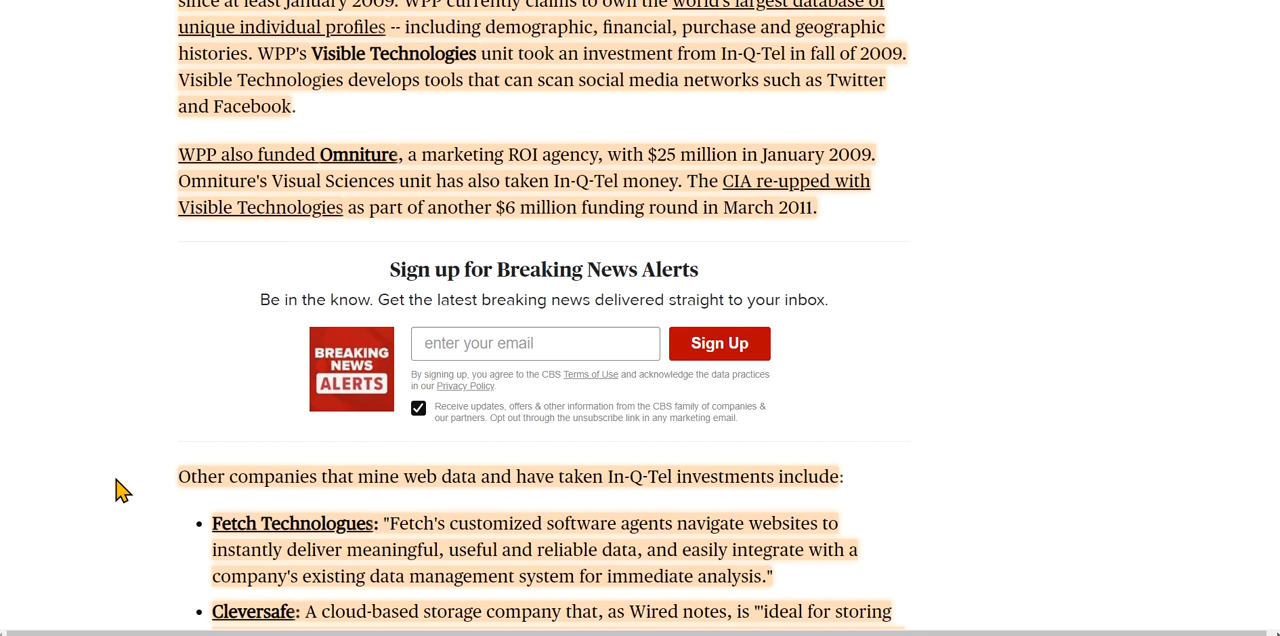 since at least January 2009. WPP currently claims to own the world's largest database of
unique individual profiles -- including demographic, financial, purchase and geographic
histories. WPP's Visible Technologies unit took an investment from In-Q-Tel in fall of 2009.
Visible Technologies develops tools that can scan social media networks such as Twitter
and Facebook.
WPP also funded Omniture, a marketing ROI agency, with $25 million in January 2009.
Omniture's Visual Sciences unit has also taken In-Q-Tel money. The CIA re-upped with
Visible Technologies as part of another $6 million funding round in March 2011.
Sign up for Breaking News Alerts
Be in the know. Get the latest breaking news delivered straight to your inbox.
BREAKING
NEWS
ALERTS
enter your email
Sign Up
By signing up, you agree to the CBS Terms of Use and acknowledge the data practices
in our Privacy Policy.
Receive updates, offers & other information from the CBS family of companies &
our partners. Opt out through the unsubscribe link in any marketing email.
Other companies that mine web data and have taken In-Q-Tel investments include:
• Fetch Technologues: "Fetch's customized software agents navigate websites to
instantly deliver meaningful, useful and reliable data, and easily integrate with a
company's existing data management system for immediate analysis."
• Cleversafe: A cloud-based storage company that, as Wired notes, is "'ideal for storing